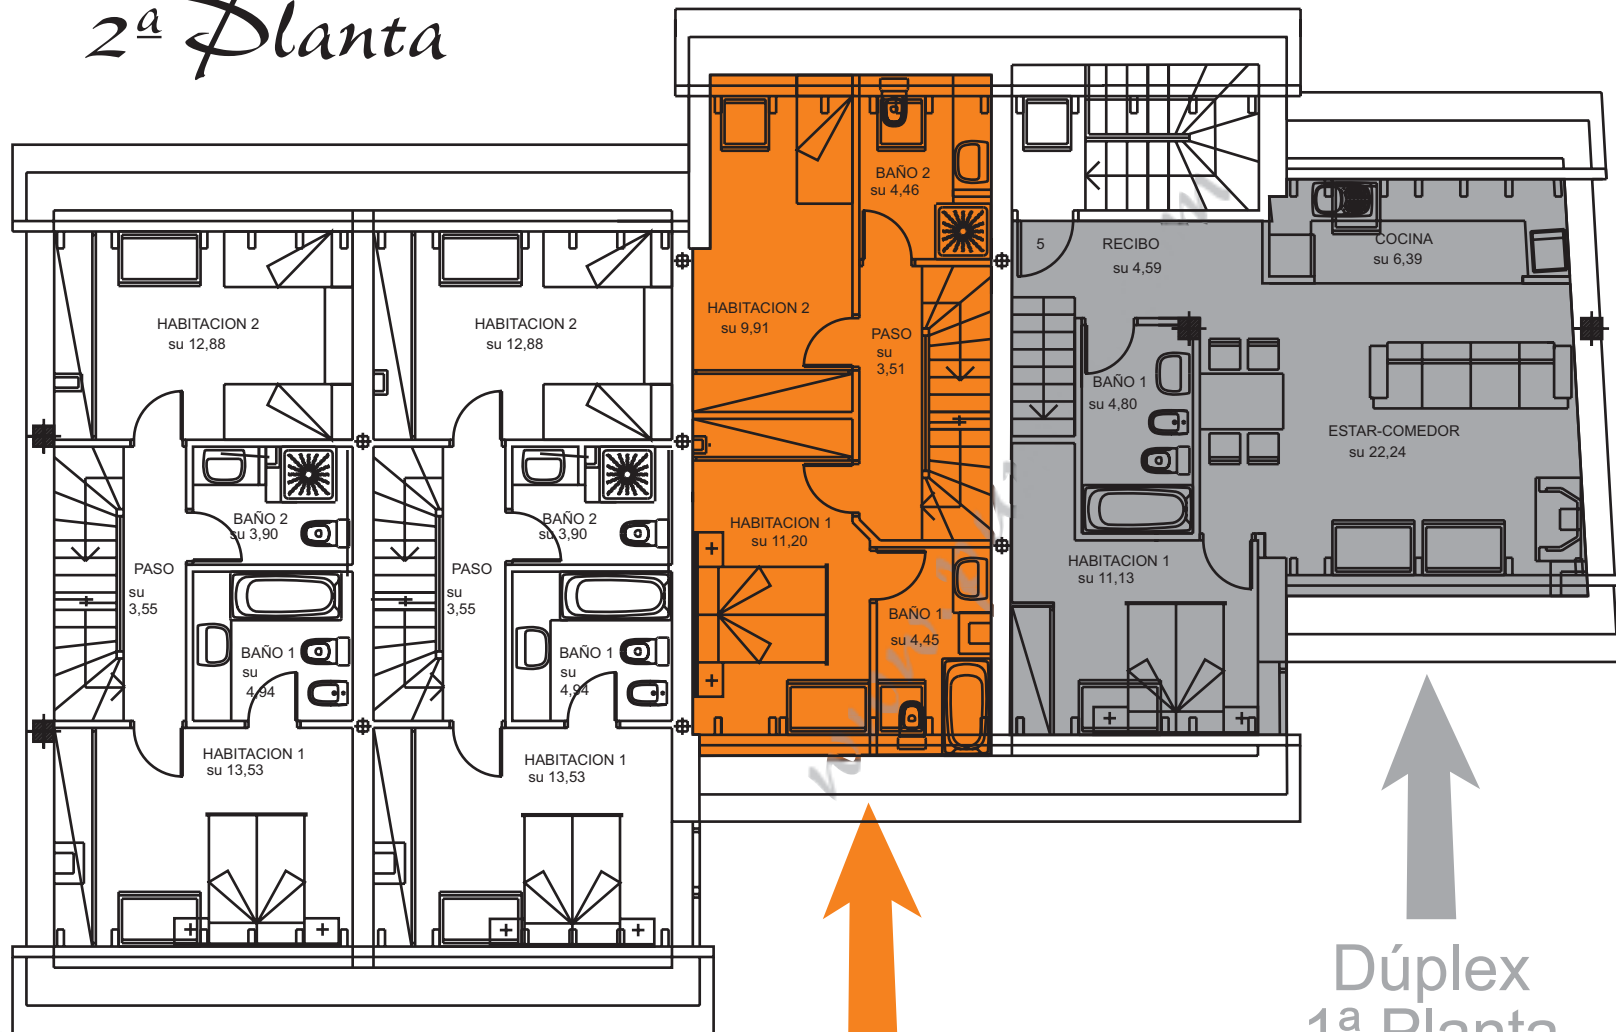 2ª Planta
BAÑO 2
su 4,46
5
RECIBO
su 4,59
COCINA
su 6,39
HABITACION 2
su 12,88
HABITACION 2
su 12,88
HABITACION 2
su 9,91
PASO
su
3,51
BAÑO 1
su 4,80
ESTAR-COMEDOR
su 22,24
BAÑO 2
su 3,90
BAÑO 2
su 3,90
HABITACION 1
su 11,20
PASO
su
3,55
PASO
su
3,55
HABITACION 1
su 11,13
BAÑO 1
su 4,45
BAÑO 1
su
4,94
BAÑO 1
su
4,94
HABITACION 1
su 13,53
HABITACION 1
su 13,53
Dúplex
1ª Planta